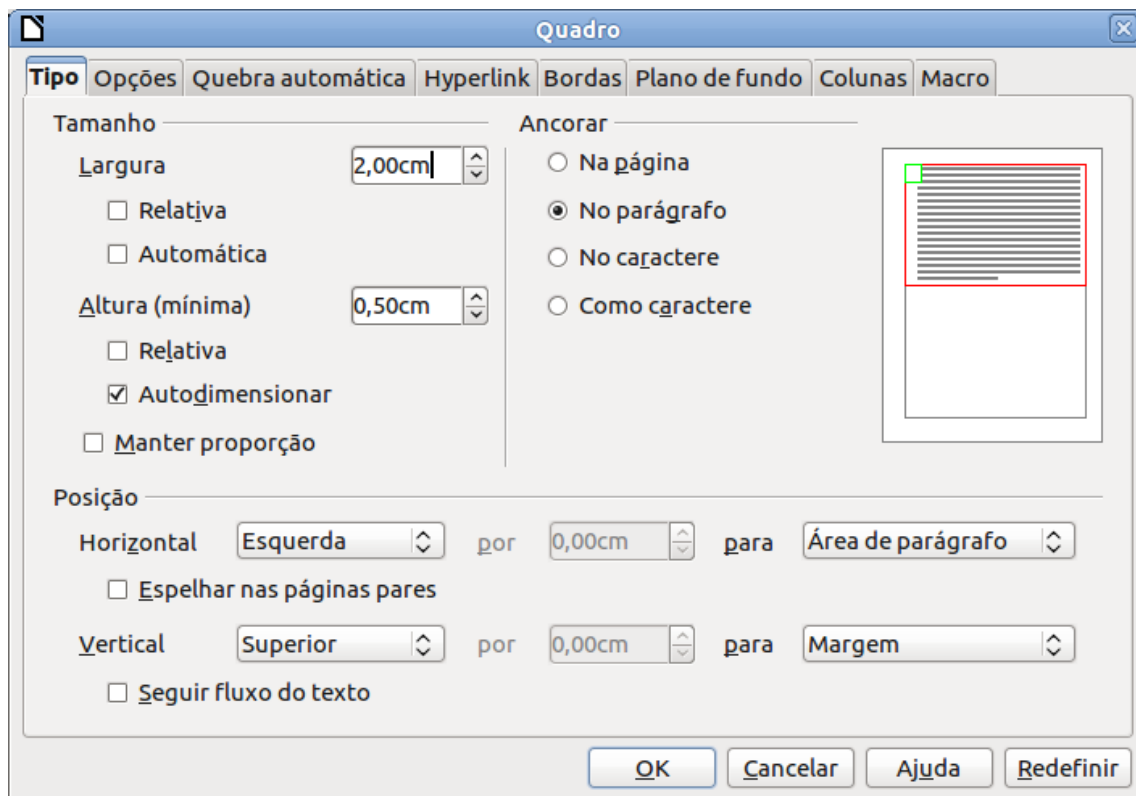 Quadro
Tipo Opções Quebra automática Hyperlink Bordas Plano de fundo Colunas Macro
Tamanho
Largura 2,00cm
Relativa
Automática
Altura (mínima) 0,50cm
Relativa
Autodimensionar
Manter proporção
Ancorar
Na página
No parágrafo
No caractere
Como caractere
Posição
Horizontal Esquerda por 0,00cm para Área de parágrafo
Espelhar nas páginas pares
Vertical Superior por 0,00cm para Margem
Seguir fluxo do texto
OK Cancelar Ajuda Redefinir